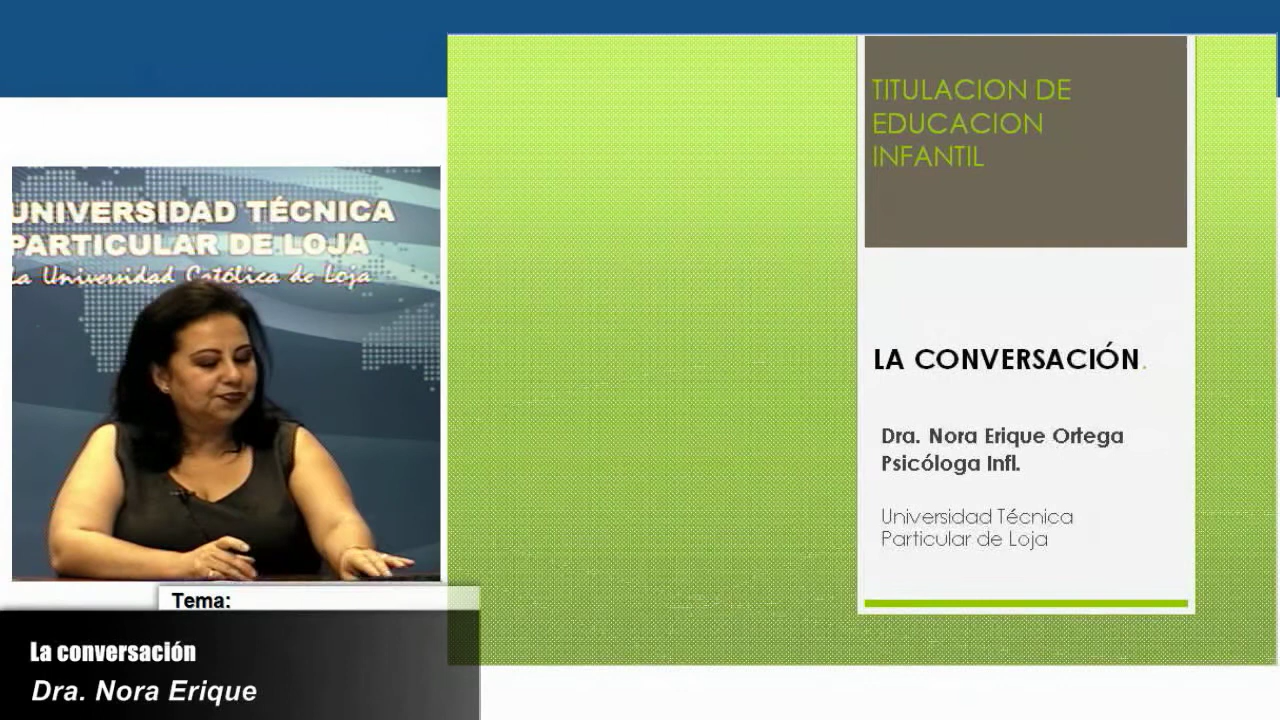 UNIVERSIDAD TÉCNICA
PARTICULAR DE LOJA
La Universidad Católica de Loja
Tema:
La conversación
Dra. Nora Erique
TITULACION DE
EDUCACION
INFANTIL
LA CONVERSACIÓN.
Dra. Nora Erique Ortega
Psicóloga Infl.
Universidad Técnica
Particular de Loja